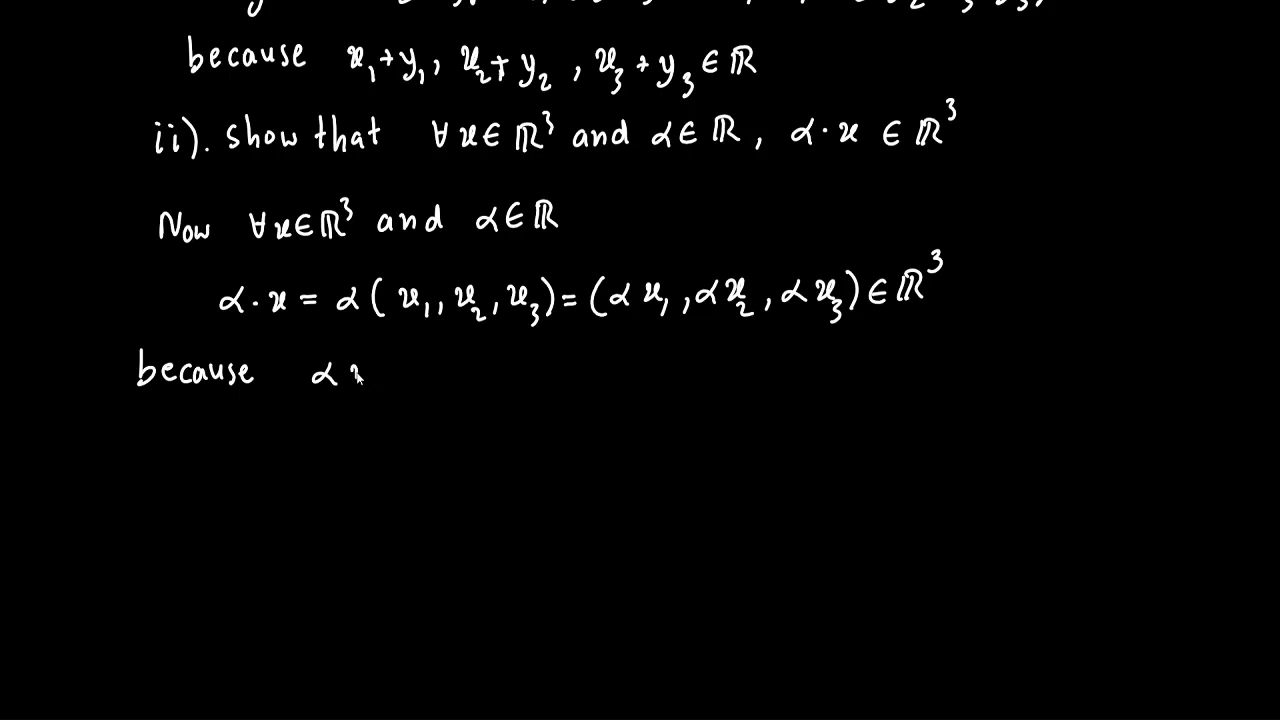 because x₁+y₁, x₂+y₂, x₃+y₃ ∈ ℝ
ii). show that ∀x∈ℝ³ and α∈ℝ, α·x ∈ ℝ³
Now ∀x∈ℝ³ and α∈ℝ
α·x = α(x₁, x₂, x₃) = (αx₁, αx₂, αx₃) ∈ ℝ³
because α